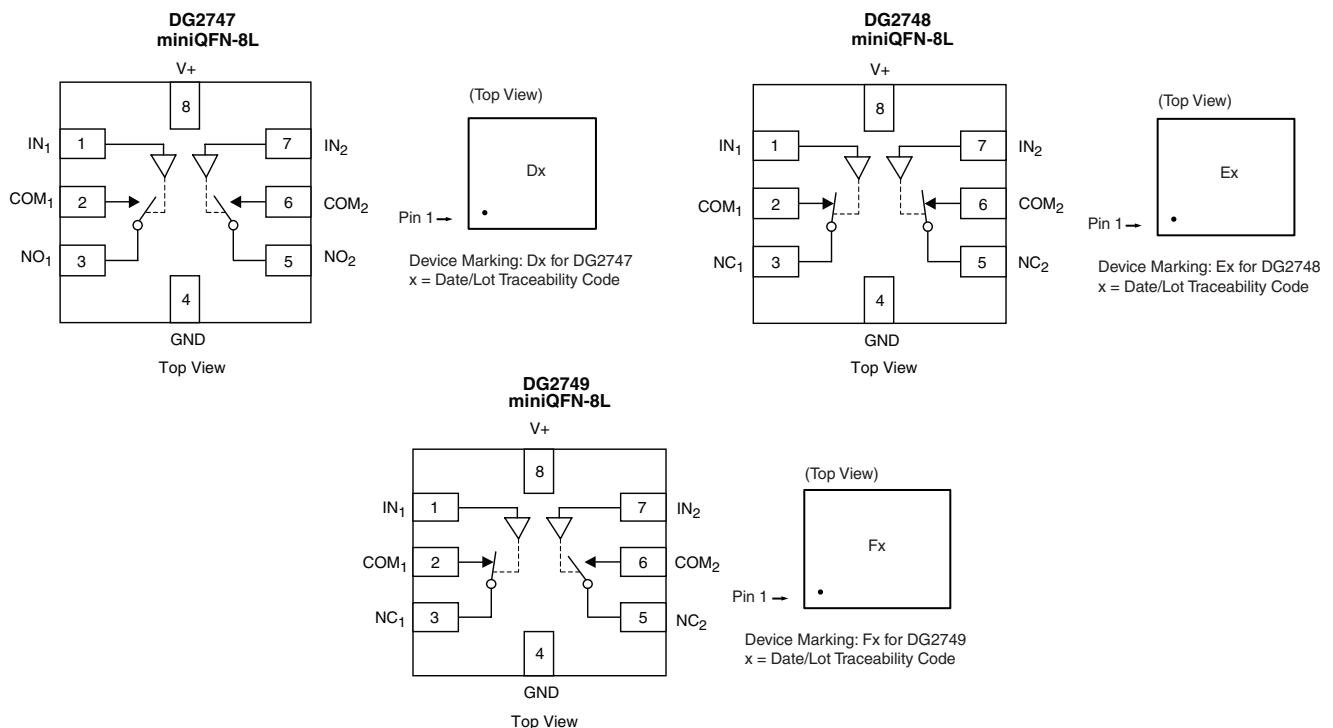 DG2747
miniQFN-8L
V+
8
IN1
1
7
IN2
COM1
2
6
COM2
NO1
3
5
NO2
4
GND
Top View
(Top View)
Dx
Pin 1
Device Marking: Dx for DG2747
x = Date/Lot Traceability Code
DG2748
miniQFN-8L
V+
8
IN1
1
7
IN2
COM1
2
6
COM2
NC1
3
5
NC2
4
GND
Top View
(Top View)
Ex
Pin 1
Device Marking: Ex for DG2748
x = Date/Lot Traceability Code
DG2749
miniQFN-8L
V+
8
IN1
1
7
IN2
COM1
2
6
COM2
NC1
3
5
NC2
4
GND
Top View
(Top View)
Fx
Pin 1
Device Marking: Fx for DG2749
x = Date/Lot Traceability Code